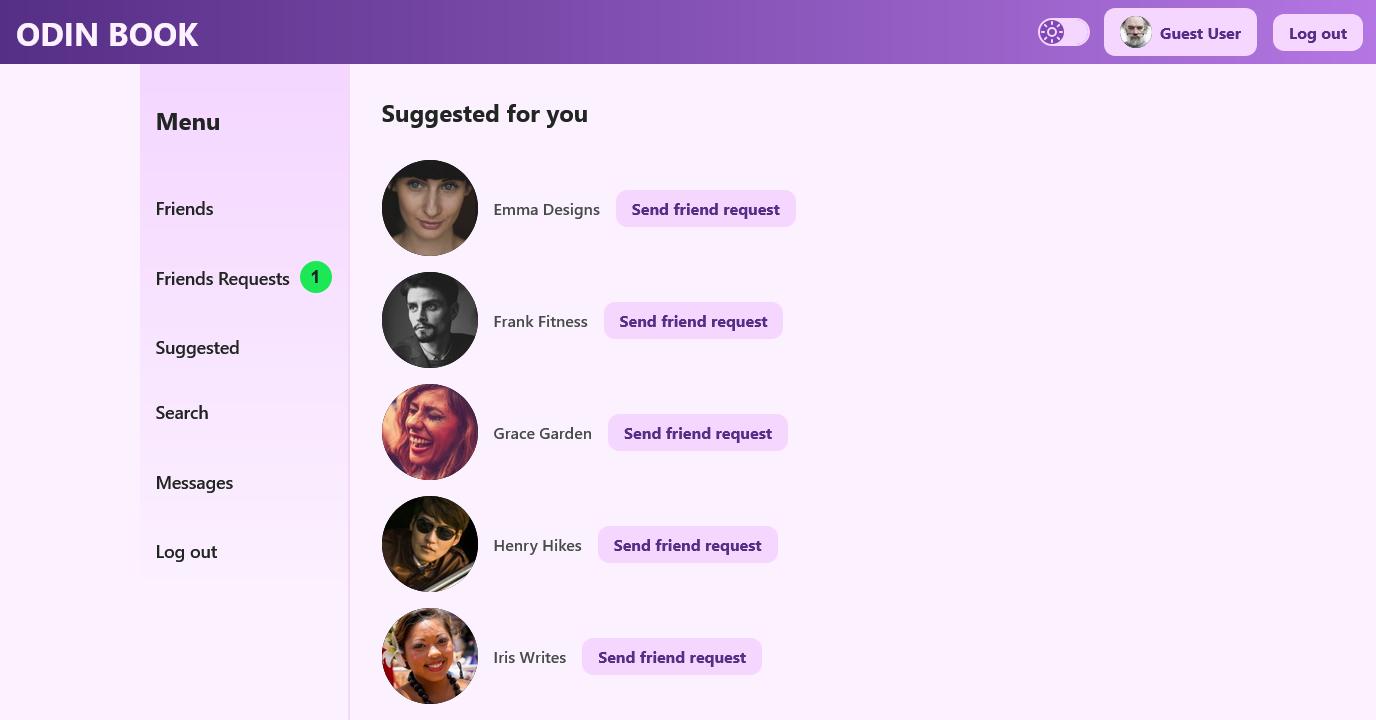 ODIN BOOK
Guest User
Log out
Menu
Friends
Friends Requests 1
Suggested
Search
Messages
Log out
Suggested for you
Emma Designs Send friend request
Frank Fitness Send friend request
Grace Garden Send friend request
Henry Hikes Send friend request
Iris Writes Send friend request